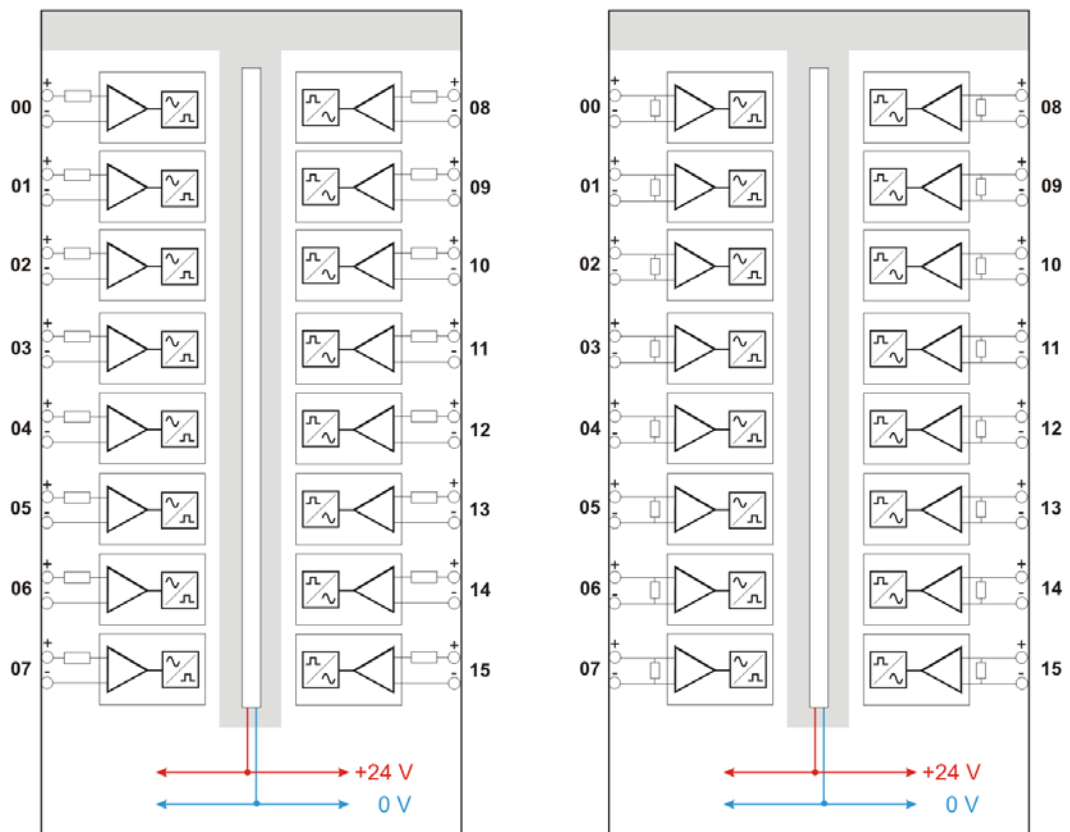 + + + +
00 08 00 08
- - - -
+ + + +
01 09 01 09
- - - -
+ + + +
02 10 02 10
- - - -
+ + + +
03 11 03 11
- - - -
+ + + +
04 12 04 12
- - - -
+ + + +
05 13 05 13
- - - -
+ + + +
06 14 06 14
- - - -
+ + + +
07 15 07 15
- - - -
+24 V +24 V
0 V 0 V